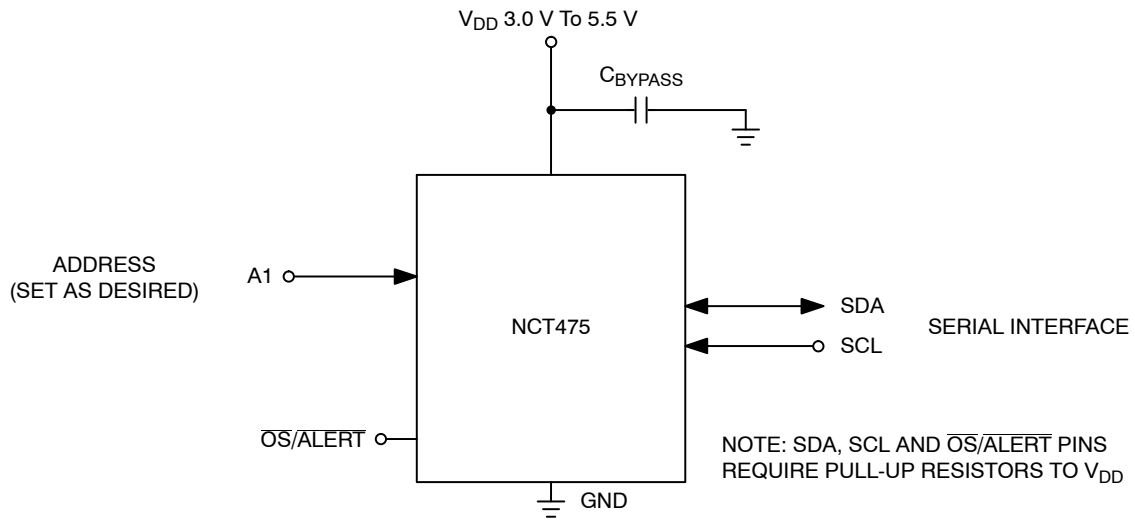 V_DD 3.0 V To 5.5 V
C_BYPASS
ADDRESS
(SET AS DESIRED)
A1
NCT475
SDA
SCL
SERIAL INTERFACE
OS/ALERT
NOTE: SDA, SCL AND OS/ALERT PINS
REQUIRE PULL-UP RESISTORS TO V_DD
GND